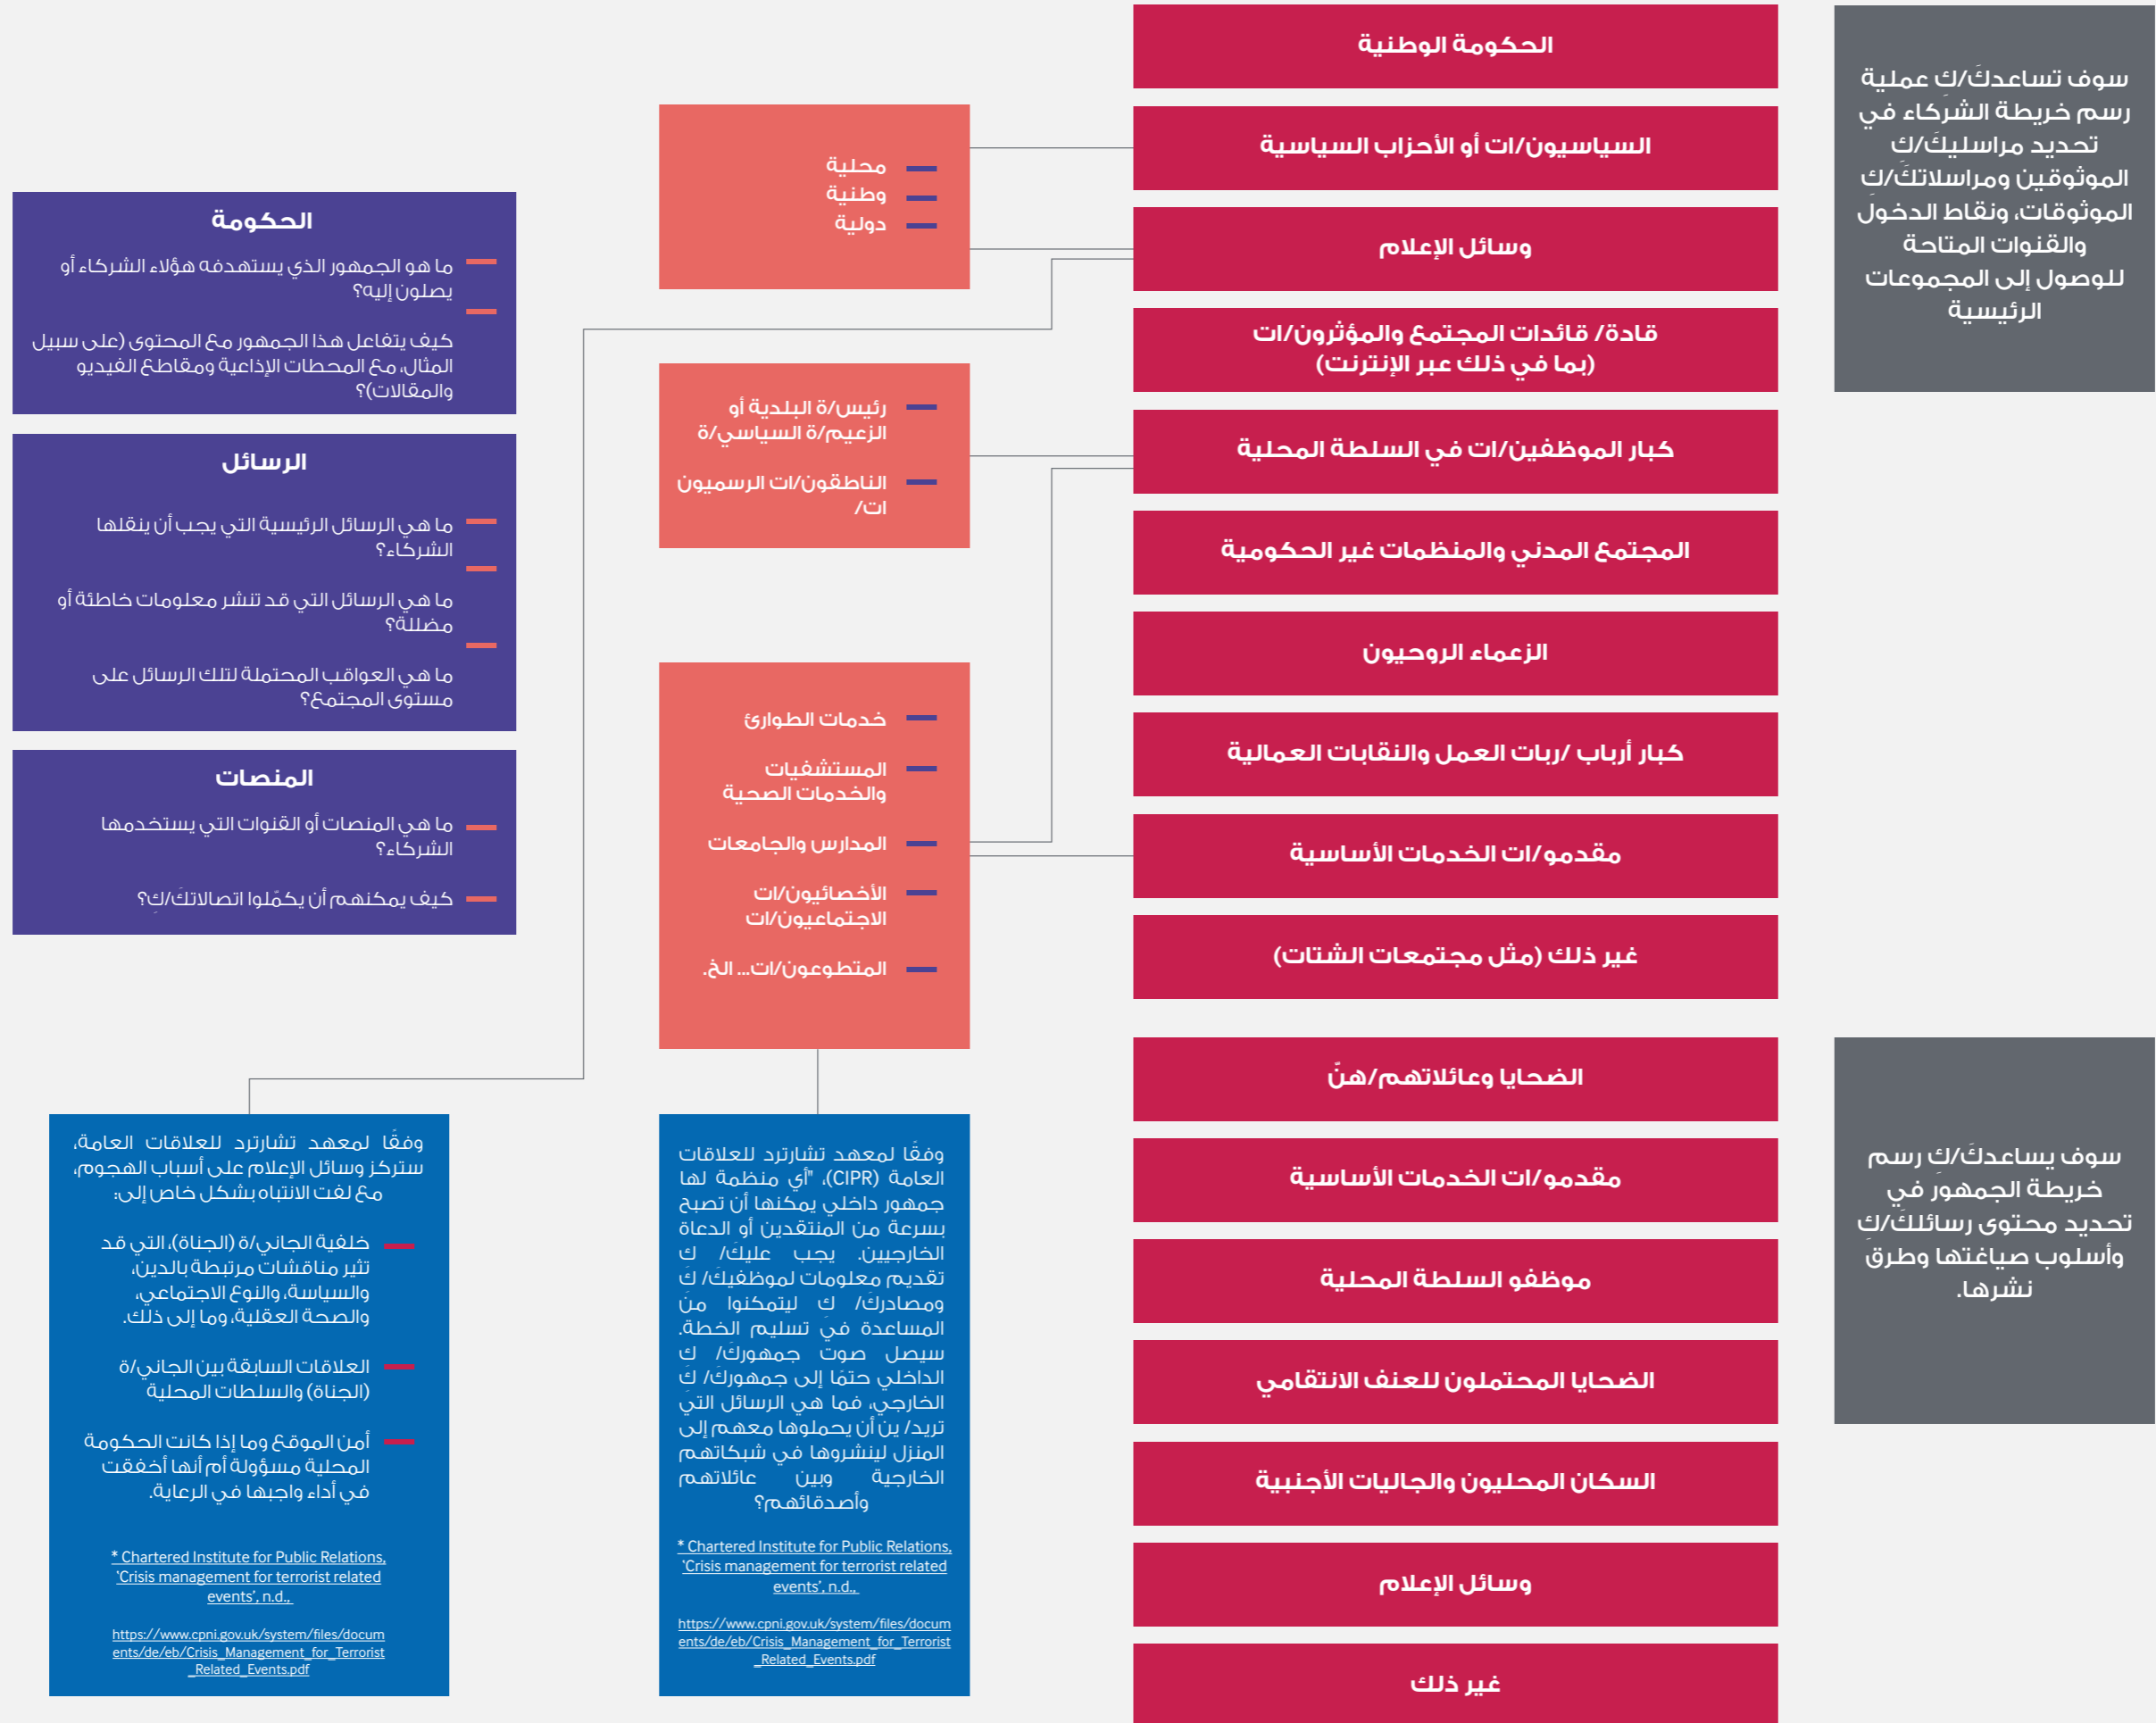 سوف تساعدكَ/كِ عملية
رسم خريطة الشركاء في
تحديد مراسليكَ/كِ
الموثوقين ومراسلاتكَ/كِ
الموثوقات، ونقاط الدخول
والقنوات المتاحة
للوصول إلى المجموعات
الرئيسية
الحكومة الوطنية
السياسيون/ات أو الأحزاب السياسية
وسائل الإعلام
قادة/ قائدات المجتمع والمؤثرون/ات
(بما في ذلك عبر الإنترنت)
كبار الموظفين/ات في السلطة المحلية
المجتمع المدني والمنظمات غير الحكومية
الزعماء الروحيون
كبار أرباب /ربات العمل والنقابات العمالية
مقدمو/ات الخدمات الأساسية
غير ذلك (مثل مجتمعات الشتات)
محلية
وطنية
دولية
رئيس/ة البلدية أو
الزعيم/ة السياسي/ة
الناطقون/ات الرسميون
/ات
خدمات الطوارئ
المستشفيات
والخدمات الصحية
المدارس والجامعات
الأخصائيون/ات
الاجتماعيون/ات
المتطوعون/ات... الخ.
الحكومة
ما هو الجمهور الذي يستهدفه هؤلاء الشركاء أو
يصلون إليه؟
كيف يتفاعل هذا الجمهور مع المحتوى (على سبيل
المثال، مع المحطات الإذاعية ومقاطع الفيديو
والمقالات)؟
الرسائل
ما هي الرسائل الرئيسية التي يجب أن ينقلها
الشركاء؟
ما هي الرسائل التي قد تنشر معلومات خاطئة أو
مضللة؟
ما هي العواقب المحتملة لتلك الرسائل على
مستوى المجتمع؟
المنصات
ما هي المنصات أو القنوات التي يستخدمها
الشركاء؟
كيف يمكنهم أن يكمّلوا اتصالاتكَ/كِ؟
سوف يساعدكَ/كِ رسم
خريطة الجمهور في
تحديد محتوى رسائلكَ/كِ
وأسلوب صياغتها وطرق
نشرها.
الضحايا وعائلاتهم/هنّ
مقدمو/ات الخدمات الأساسية
موظفو السلطة المحلية
الضحايا المحتملون للعنف الانتقامي
السكان المحليون والجاليات الأجنبية
وسائل الإعلام
غير ذلك
وفقًا لمعهد تشارترد للعلاقات
العامة (CIPR)، "أي منظمة لها
جمهور داخلي يمكنها أن تصبح
بسرعة من المنتقدين أو الدعاة
الخارجيين. يجب عليكَ/ كِ
تقديم معلومات لموظفيكَ/ كِ
ومصادركَ/ كِ ليتمكنوا من
المساعدة في تسليم الخطة.
سيصل صوت جمهوركَ/ كِ
الداخلي حتمًا إلى جمهوركَ/ كِ
الخارجي، فما هي الرسائل التي
تريد/ ين أن يحملوها معهم إلى
المنزل لينشروها في شبكاتهم
الخارجية وبين عائلاتهم
وأصدقائهم؟
* Chartered Institute for Public Relations,
‘Crisis management for terrorist related
events’, n.d.,
https://www.cpni.gov.uk/system/files/docum
ents/de/eb/Crisis_Management_for_Terrorist
_Related_Events.pdf
وفقًا لمعهد تشارترد للعلاقات العامة،
ستركز وسائل الإعلام على أسباب الهجوم،
مع لفت الانتباه بشكل خاص إلى:
خلفية الجاني/ة (الجناة)، التي قد
تثير مناقشات مرتبطة بالدين،
والسياسة، والنوع الاجتماعي،
والصحة العقلية، وما إلى ذلك.
العلاقات السابقة بين الجاني/ة
(الجناة) والسلطات المحلية
أمن الموقع وما إذا كانت الحكومة
المحلية مسؤولة أم أنها أخفقت
في أداء واجبها في الرعاية.
* Chartered Institute for Public Relations,
‘Crisis management for terrorist related
events’, n.d.,
https://www.cpni.gov.uk/system/files/docum
ents/de/eb/Crisis_Management_for_Terrorist
_Related_Events.pdf